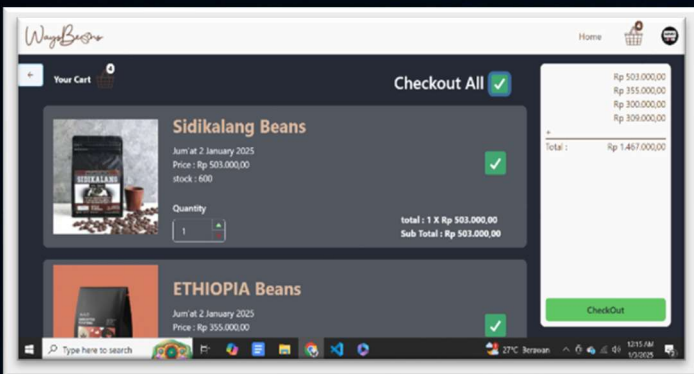 WaysBeans
Home
4
Your Cart
4
Checkout All
Rp 503.000,00
Rp 355.000,00
Rp 300.000,00
Rp 309.000,00
+
Total : Rp 1.467.000,00
Sidikalang Beans
Jum'at 2 January 2025
Price : Rp 503.000,00
stock : 600
Quantity
1
total : 1 X Rp 503.000,00
Sub Total : Rp 503.000,00
SIDIKALANG
ETHIOPIA Beans
Jum'at 2 January 2025
Price : Rp 355.000,00
CheckOut
Type here to search
27°C Berawan
12:15 AM
1/3/2025